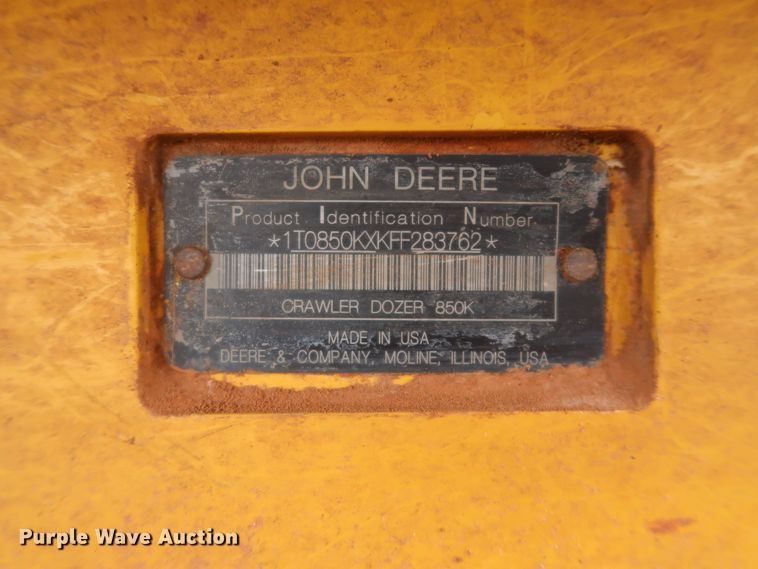 JOHN DEERE
Product Identification Number
*1T0850KXKFF283762*
CRAWLER DOZER 850K
MADE IN USA
DEERE & COMPANY, MOLINE, ILLINOIS, USA
Purple Wave Auction